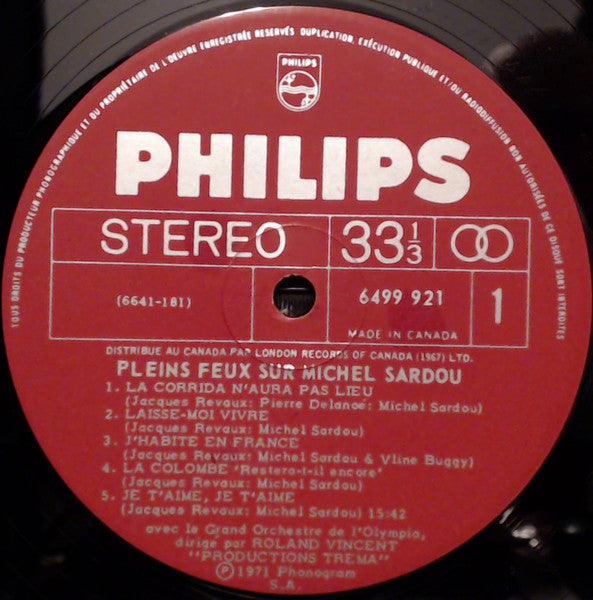 TOUS DROITS DU PRODUCTEUR PHONOGRAPHIQUE ET DU PROPRIÉTAIRE DE L'OEUVRE ENREGISTRÉE RESERVÉS DUPLICATION, EXÉCUTION PUBLIQUE ET/OU RADIODIFFUSION NON AUTORISÉES DE CE DISQUE SONT INTERDITES
PHILIPS
PHILIPS
STEREO 33 1/3
(6641-181) 6499 921 1
MADE IN CANADA
DISTRIBUE AU CANADA PAR LONDON RECORDS OF CANADA (1967) LTD.
PLEINS FEUX SUR MICHEL SARDOU
1. LA CORRIDA N'AURA PAS LIEU
(Jacques Revaux: Pierre Delanoe: Michel Sardou)
2. LAISSE-MOI VIVRE
(Jacques Revaux: Michel Sardou)
3. J'HABITE EN FRANCE
(Jacques Revaux: Michel Sardou & Vline Buggy)
4. LA COLOMBE 'Restera-t-il encore'
(Jacques Revaux: Michel Sardou)
5. JE T'AIME, JE T'AIME
(Jacques Revaux: Michel Sardou) 15:42
avec le Grand Orchestre de l'Olympia,
dirigé par ROLAND VINCENT
"PRODUCTIONS TREMA"
℗ 1971 Phonogram
S.A.